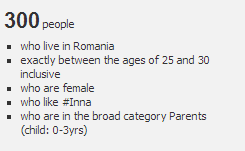 300 people
who live in Romania
exactly between the ages of 25 and 30
inclusive
who are female
who like #Inna
who are in the broad category Parents
(child: 0-3yrs)